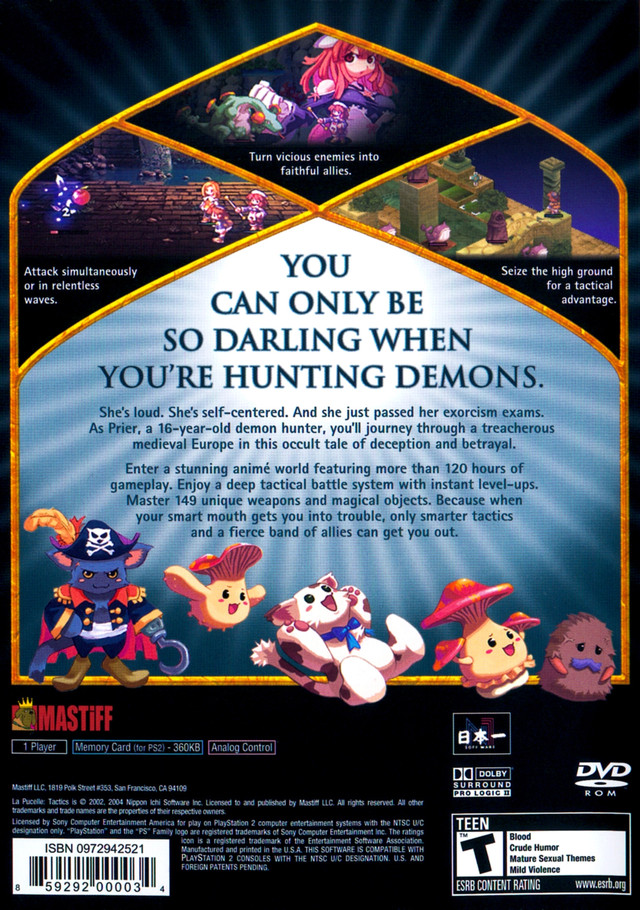 Turn vicious enemies into
faithful allies.
2
Attack simultaneously
or in relentless
waves.
Seize the high ground
for a tactical
advantage.
YOU
CAN ONLY BE
SO DARLING WHEN
YOU'RE HUNTING DEMONS.
She's loud. She's self-centered. And she just passed her exorcism exams.
As Prier, a 16-year-old demon hunter, you'll journey through a treacherous
medieval Europe in this occult tale of deception and betrayal.
Enter a stunning animé world featuring more than 120 hours of
gameplay. Enjoy a deep tactical battle system with instant level-ups.
Master 149 unique weapons and magical objects. Because when
your smart mouth gets you into trouble, only smarter tactics
and a fierce band of allies can get you out.
MASTiFF
1 Player
Memory Card (for PS2) - 360KB
Analog Control
日本一
SOFTWARE
DOLBY
SURROUND
PRO LOGIC II
DVD
ROM
Mastiff LLC. 1819 Polk Street #353, San Francisco, CA 94109
La Pucelle: Tactics is © 2002, 2004 Nippon Ichi Software Inc. Licensed to and published by Mastiff LLC. All rights reserved. All other
trademarks and trade names are the properties of their respective owners.
Licensed by Sony Computer Entertainment America for play on PlayStation 2 computer entertainment systems with the NTSC U/C
designation only. "PlayStation" and the "PS" Family logo are registered trademarks of Sony Computer Entertainment Inc. The ratings
icon is a registered trademark of the Entertainment Software Association.
Manufactured and printed in the U.S.A. THIS SOFTWARE IS COMPATIBLE WITH
PLAYSTATION 2 CONSOLES WITH THE NTSC U/C DESIGNATION. U.S. AND
FOREIGN PATENTS PENDING.
ISBN 0972942521
8 59292 00003 4
TEEN
T
TM
Blood
Crude Humor
Mature Sexual Themes
Mild Violence
ESRB CONTENT RATING www.esrb.org